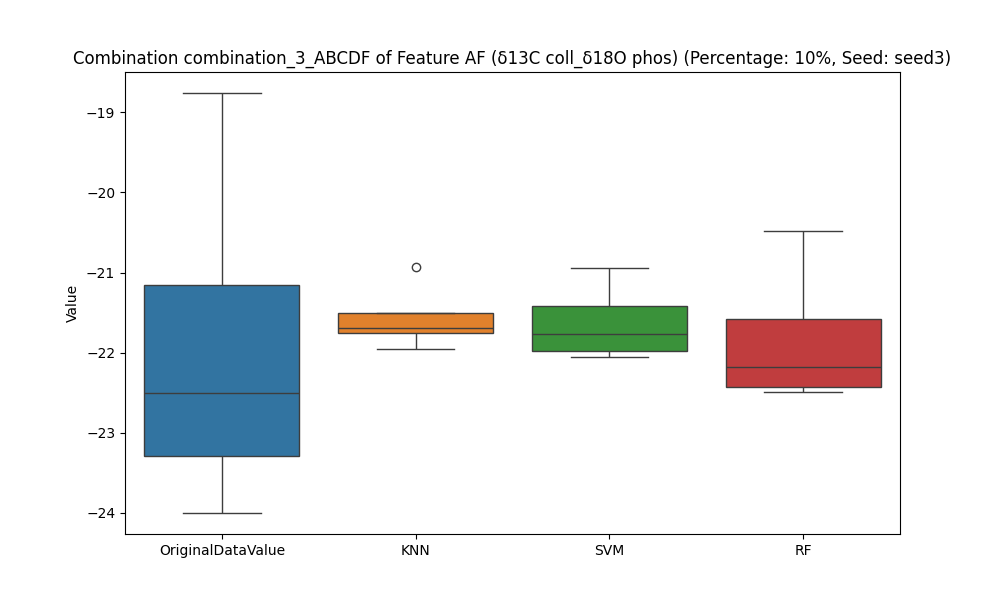 Combination combination_3_ABCDF of Feature AF (δ13C coll_δ18O phos) (Percentage: 10%, Seed: seed3)
−19
−20
−21
−22
−23
−24
Value
OriginalDataValue
KNN
SVM
RF